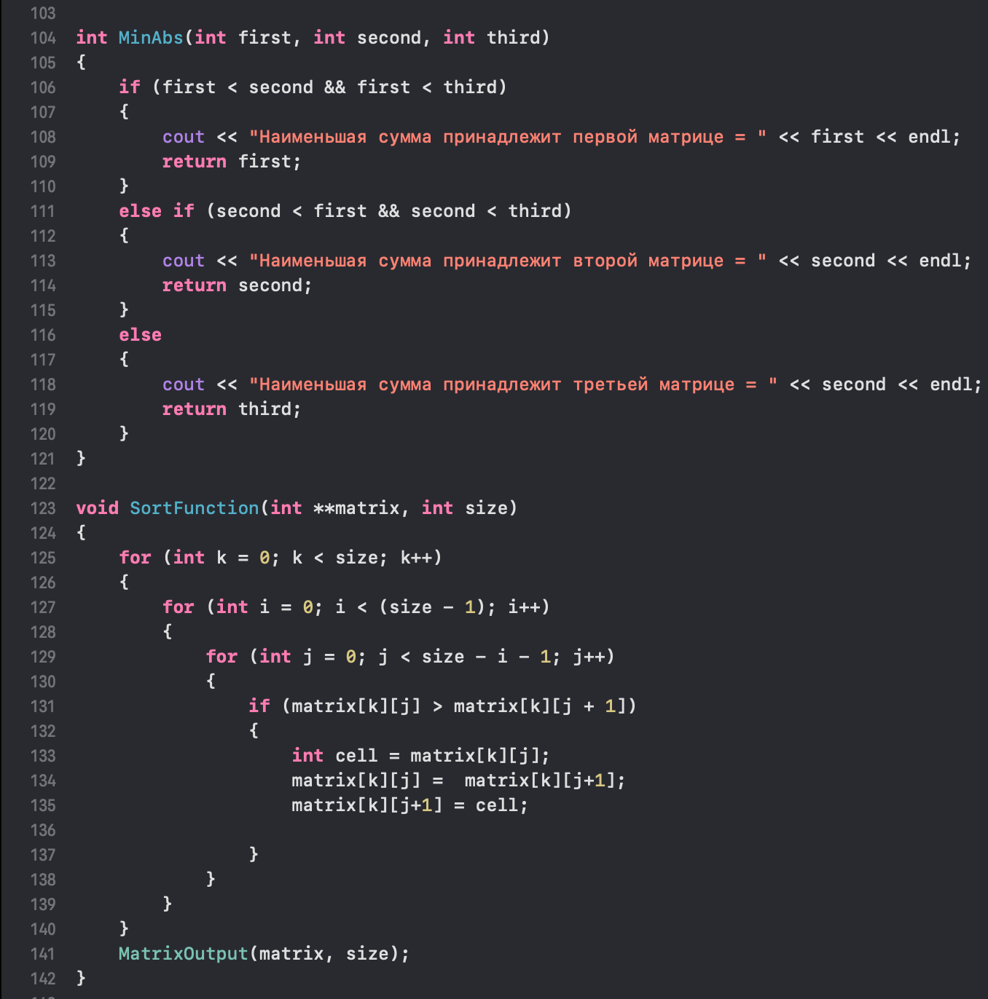 103
104 int MinAbs(int first, int second, int third)
105 {
106     if (first < second && first < third)
107     {
108         cout << "Наименьшая сумма принадлежит первой матрице = " << first << endl;
109         return first;
110     }
111     else if (second < first && second < third)
112     {
113         cout << "Наименьшая сумма принадлежит второй матрице = " << second << endl;
114         return second;
115     }
116     else
117     {
118         cout << "Наименьшая сумма принадлежит третьей матрице = " << second << endl;
119         return third;
120     }
121 }
122
123 void SortFunction(int **matrix, int size)
124 {
125     for (int k = 0; k < size; k++)
126     {
127         for (int i = 0; i < (size - 1); i++)
128         {
129             for (int j = 0; j < size - i - 1; j++)
130             {
131                 if (matrix[k][j] > matrix[k][j + 1])
132                 {
133                     int cell = matrix[k][j];
134                     matrix[k][j] =  matrix[k][j+1];
135                     matrix[k][j+1] = cell;
136
137                 }
138             }
139         }
140     }
141     MatrixOutput(matrix, size);
142 }